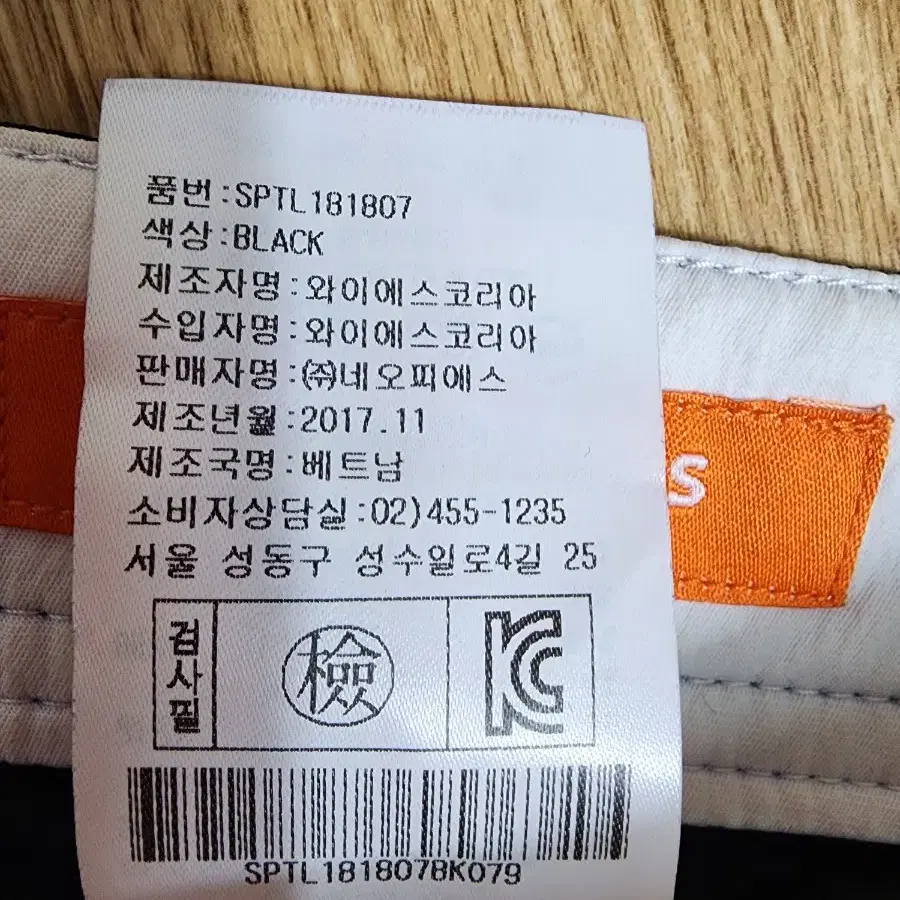 품번:SPTL181807
색상:BLACK
제조자명:와이에스코리아
수입자명:와이에스코리아
판매자명:㈜네오피에스
제조년월:2017.11
제조국명:베트남
소비자상담실:02)455-1235
서울 성동구 성수일로4길 25
검사필
檢
KC
SPTL181807BK079
s